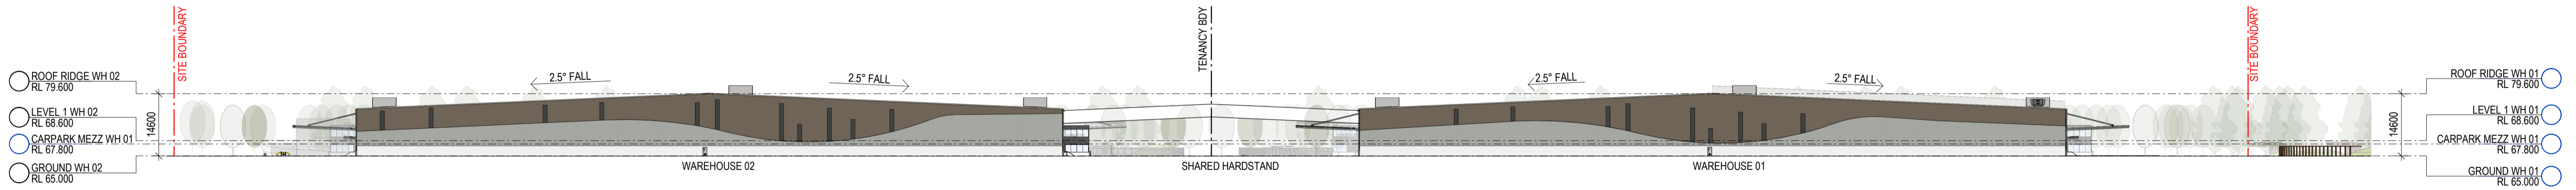 SITE BOUNDARY
TENANCY BDY
SITE BOUNDARY
2.5° FALL
2.5° FALL
2.5° FALL
2.5° FALL
ROOF RIDGE WH 02
RL 79.600
LEVEL 1 WH 02
RL 68.600
CARPARK MEZZ WH 01
RL 67.800
GROUND WH 02
RL 65.000
14600
WAREHOUSE 02
SHARED HARDSTAND
WAREHOUSE 01
14600
ROOF RIDGE WH 01
RL 79.600
LEVEL 1 WH 01
RL 68.600
CARPARK MEZZ WH 01
RL 67.800
GROUND WH 01
RL 65.000